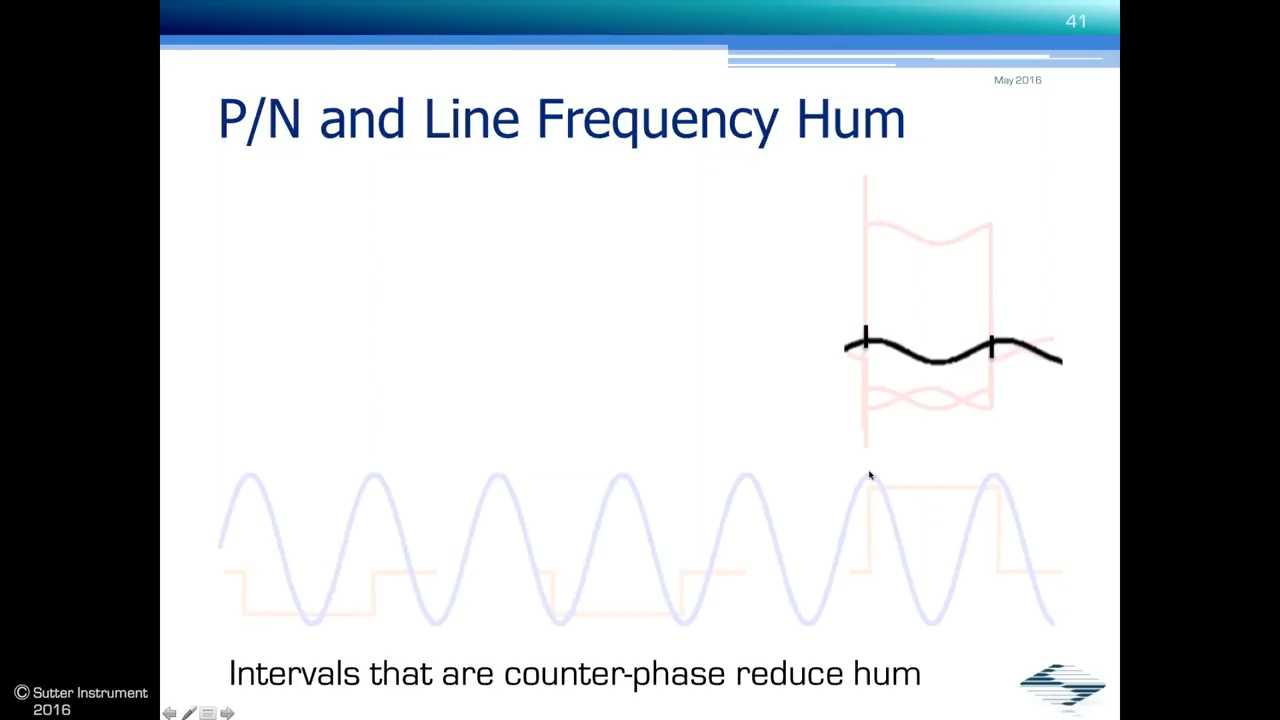 41
May 2016
P/N and Line Frequency Hum
Intervals that are counter-phase reduce hum
© Sutter Instrument
2016